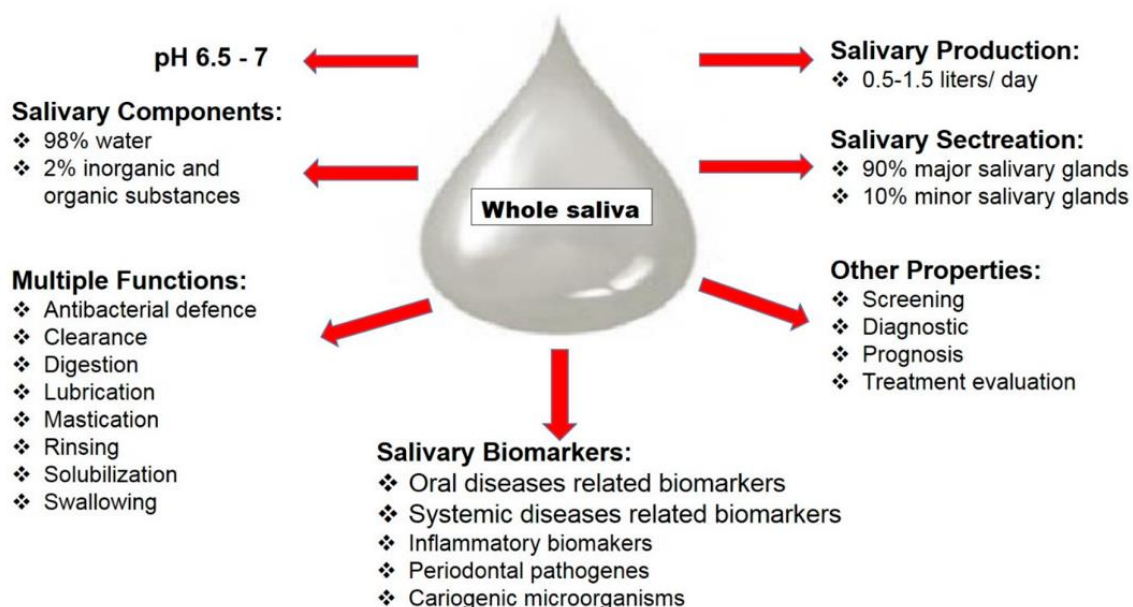 pH 6.5 - 7
Salivary Components:
❖ 98% water
❖ 2% inorganic and
organic substances
Multiple Functions:
❖ Antibacterial defence
❖ Clearance
❖ Digestion
❖ Lubrication
❖ Mastication
❖ Rinsing
❖ Solubilization
❖ Swallowing
Whole saliva
Salivary Biomarkers:
❖ Oral diseases related biomarkers
❖ Systemic diseases related biomarkers
❖ Inflammatory biomakers
❖ Periodontal pathogenes
❖ Cariogenic microorganisms
Salivary Production:
❖ 0.5-1.5 liters/ day
Salivary Sectreation:
❖ 90% major salivary glands
❖ 10% minor salivary glands
Other Properties:
❖ Screening
❖ Diagnostic
❖ Prognosis
❖ Treatment evaluation